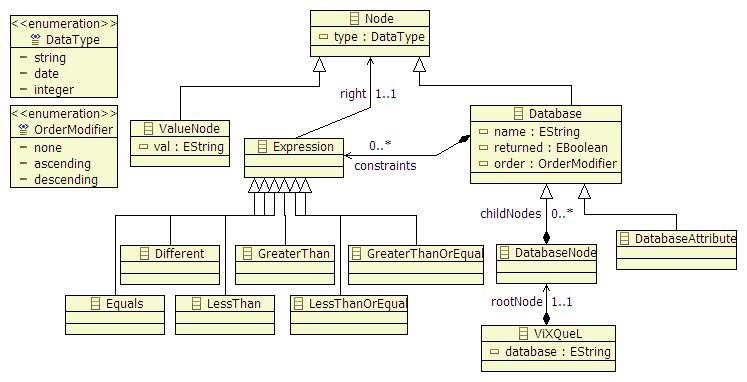 <<enumeration>>
DataType
string
date
integer
<<enumeration>>
OrderModifier
none
ascending
descending
Node
type : DataType
right 1..1
ValueNode
val : EString
Expression
0..*
constraints
Database
name : EString
returned : EBoolean
order : OrderModifier
childNodes 0..*
Different
GreaterThan
GreaterThanOrEqual
DatabaseNode
DatabaseAttribute
Equals
LessThan
LessThanOrEqual
rootNode 1..1
ViXQueL
database : EString